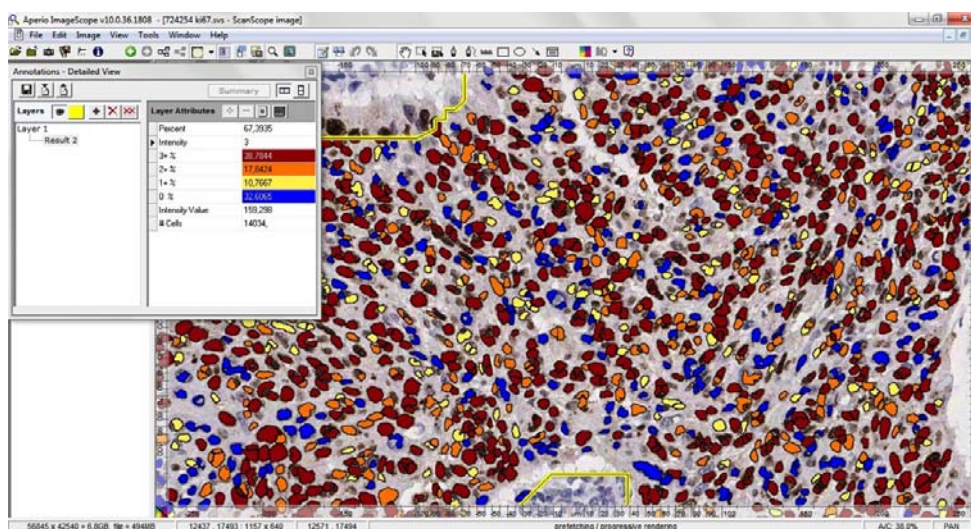 Aperio ImageScope v10.0.36.1808 - [724254 ki67.svs - ScanScope image]
File Edit Image View Tools Window Help
Annotations - Detailed View
Summary
Layers
Layer Attributes
Layer 1
Result 2
Percent 67,3935
Intensity 3
3+ % 38,7844
2+ % 17,8424
1+ % 10,7667
0 % 32,6065
Intensity Value 159,298
# Cells 14034,
56845 x 42540 = 6.8GB, file = 494MB 12437 , 17493 : 1157 x 640 12571 , 17494 pretetching / progressive rendering A/C: 38.0% PAN